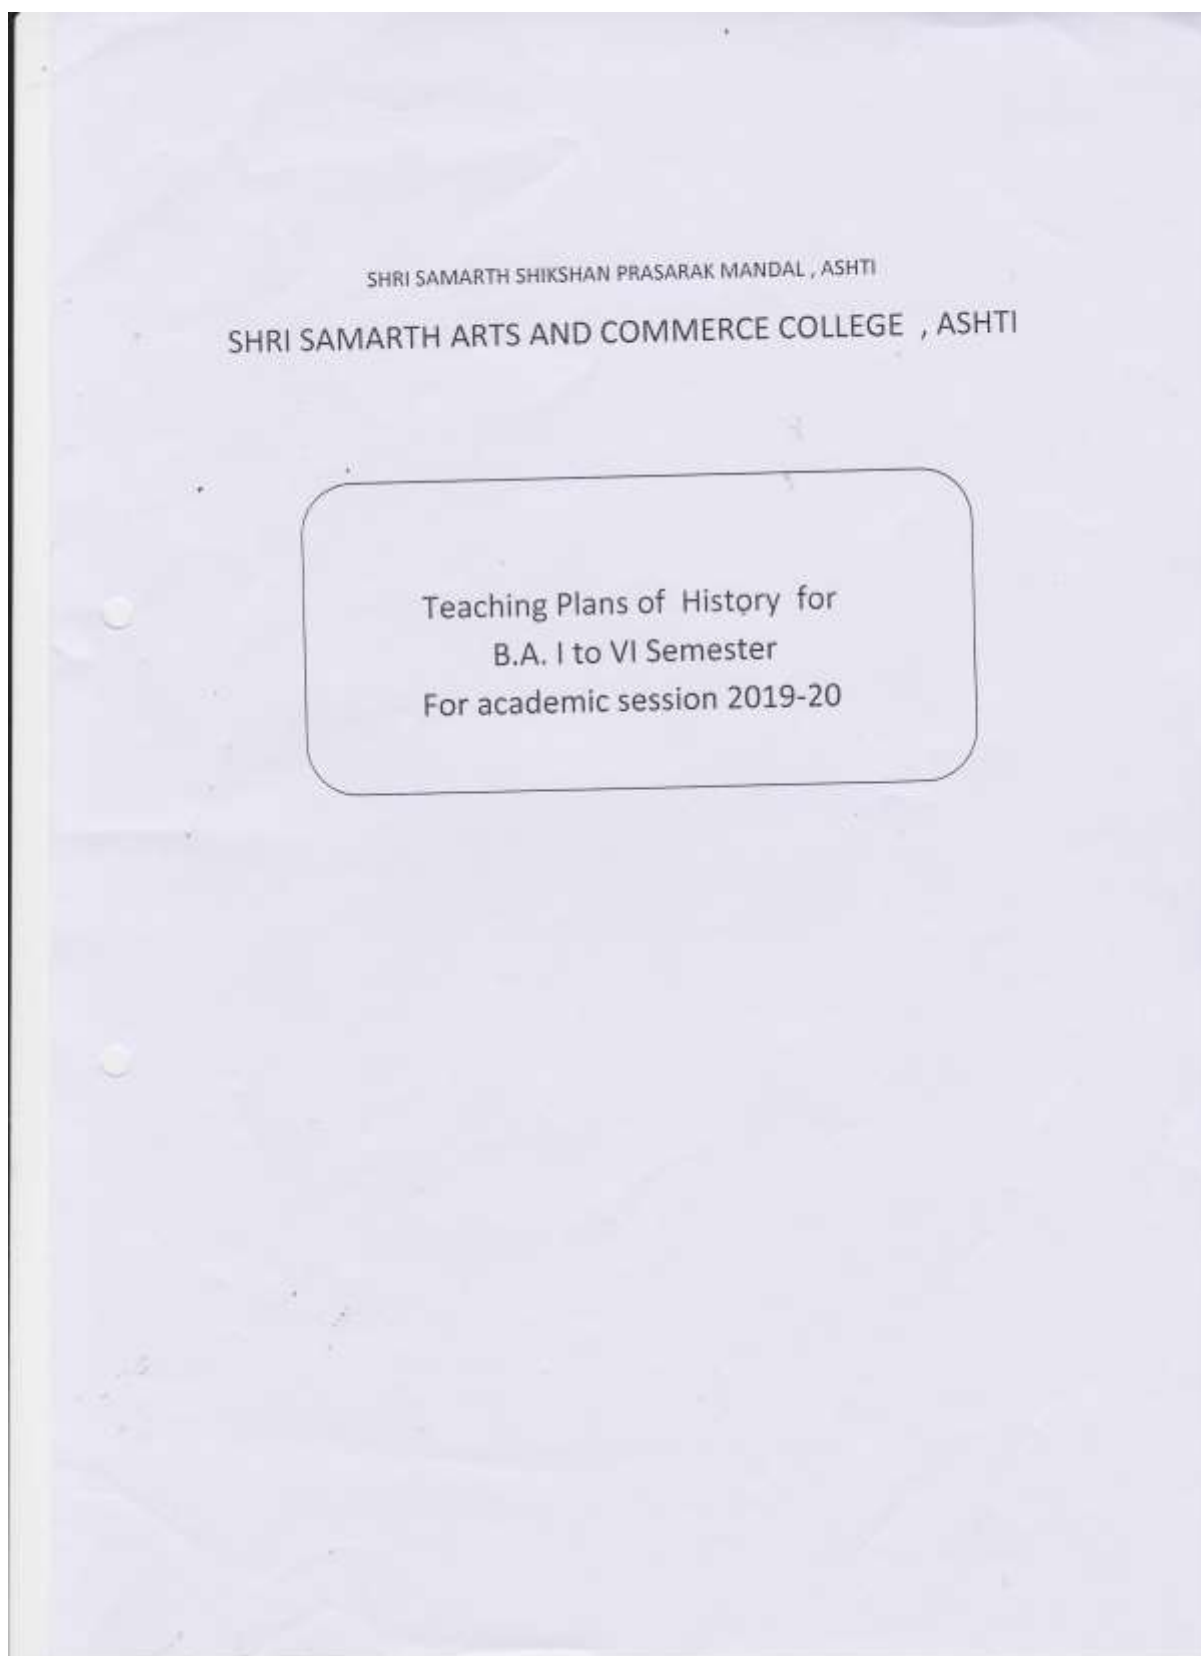 SHRI SAMARTH SHIKSHAN PRASARAK MANDAL , ASHTI
SHRI SAMARTH ARTS AND COMMERCE COLLEGE , ASHTI
Teaching Plans of History for
B.A. I to VI Semester
For academic session 2019-20